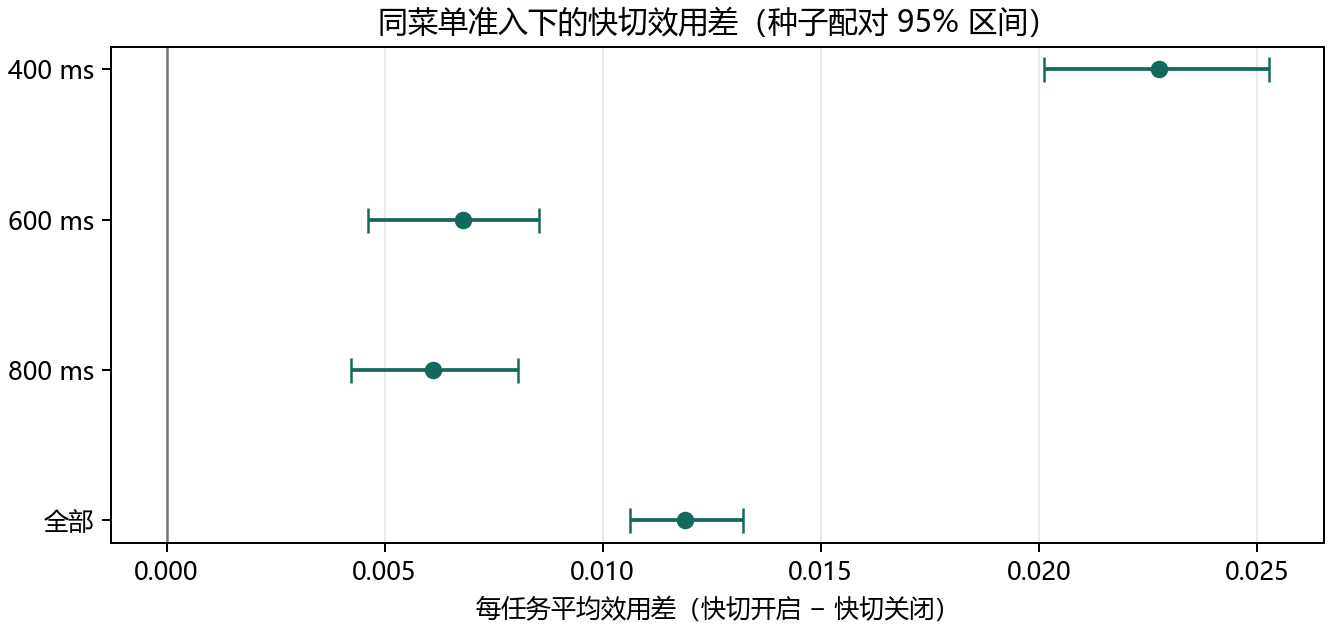 同菜单准入下的快切效用差（种子配对 95% 区间）
400 ms
600 ms
800 ms
全部
0.000 0.005 0.010 0.015 0.020 0.025
每任务平均效用差（快切开启 − 快切关闭）